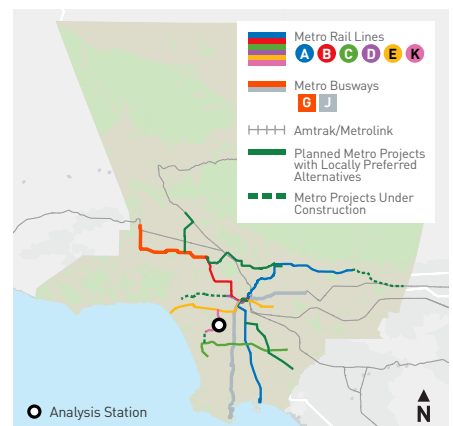 Metro Rail Lines
A B C D E K
Metro Busways
G J
Amtrak/Metrolink
Planned Metro Projects
with Locally Preferred
Alternatives
Metro Projects Under
Construction
Analysis Station
N